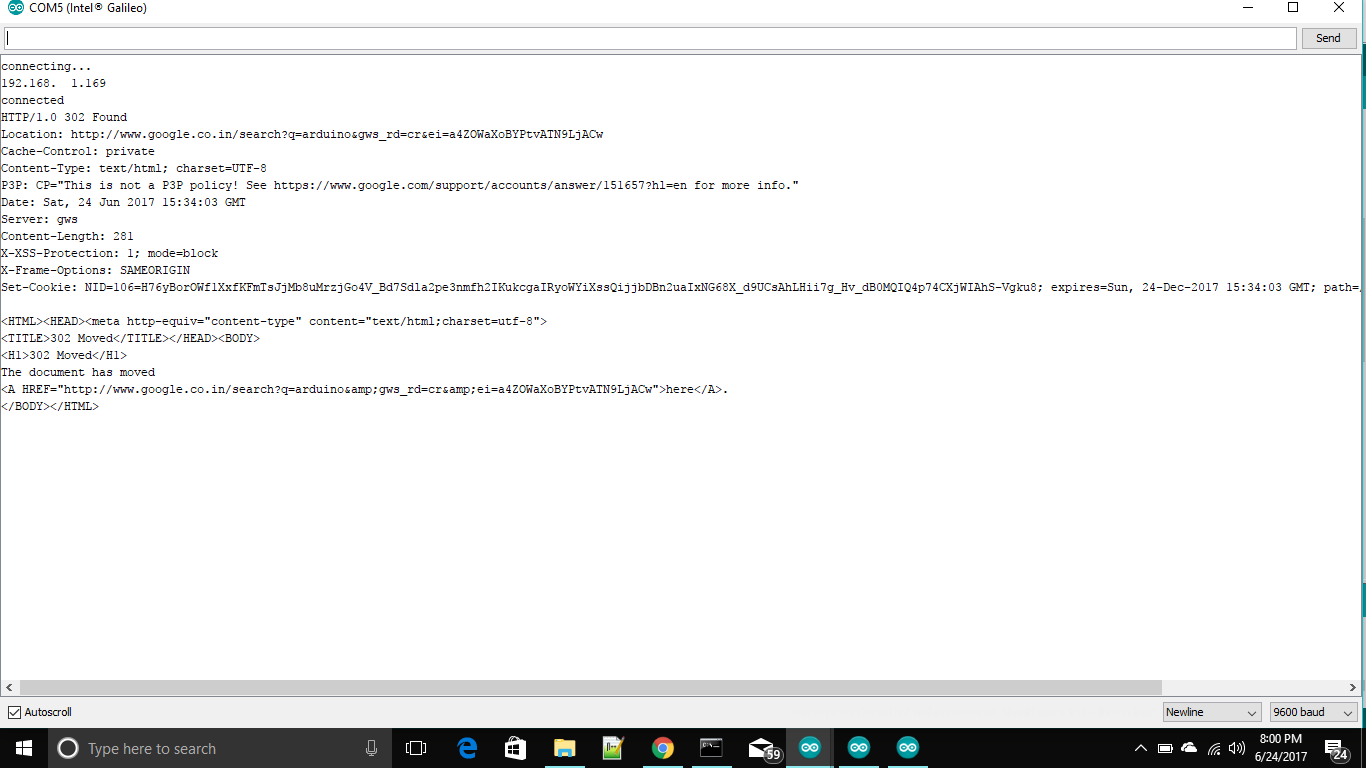 COM5 (Intel® Galileo)
Send
connecting...
192.168.  1.169
connected
HTTP/1.0 302 Found
Location: http://www.google.co.in/search?q=arduino&gws_rd=cr&ei=a4ZOWaXoBYPtvATN9LjACw
Cache-Control: private
Content-Type: text/html; charset=UTF-8
P3P: CP="This is not a P3P policy! See https://www.google.com/support/accounts/answer/151657?hl=en for more info."
Date: Sat, 24 Jun 2017 15:34:03 GMT
Server: gws
Content-Length: 281
X-XSS-Protection: 1; mode=block
X-Frame-Options: SAMEORIGIN
Set-Cookie: NID=106=H76yBorOWf1XxfKFmTsJjMb8uMrzjGo4V_Bd7Sdla2pe3nmfh2IKukcgaIRyoWYiXssQijjbDBn2uaIxNG68X_d9UCsAhLHii7g_Hv_dB0MQIQ4p74CXjWIAhS-Vgku8; expires=Sun, 24-Dec-2017 15:34:03 GMT; path=/
<HTML><HEAD><meta http-equiv="content-type" content="text/html;charset=utf-8">
<TITLE>302 Moved</TITLE></HEAD><BODY>
<H1>302 Moved</H1>
The document has moved
<A HREF="http://www.google.co.in/search?q=arduino&amp;gws_rd=cr&amp;ei=a4ZOWaXoBYPtvATN9LjACw">here</A>.
</BODY></HTML>
Autoscroll
Newline
9600 baud
Type here to search
59
8:00 PM
6/24/2017
24